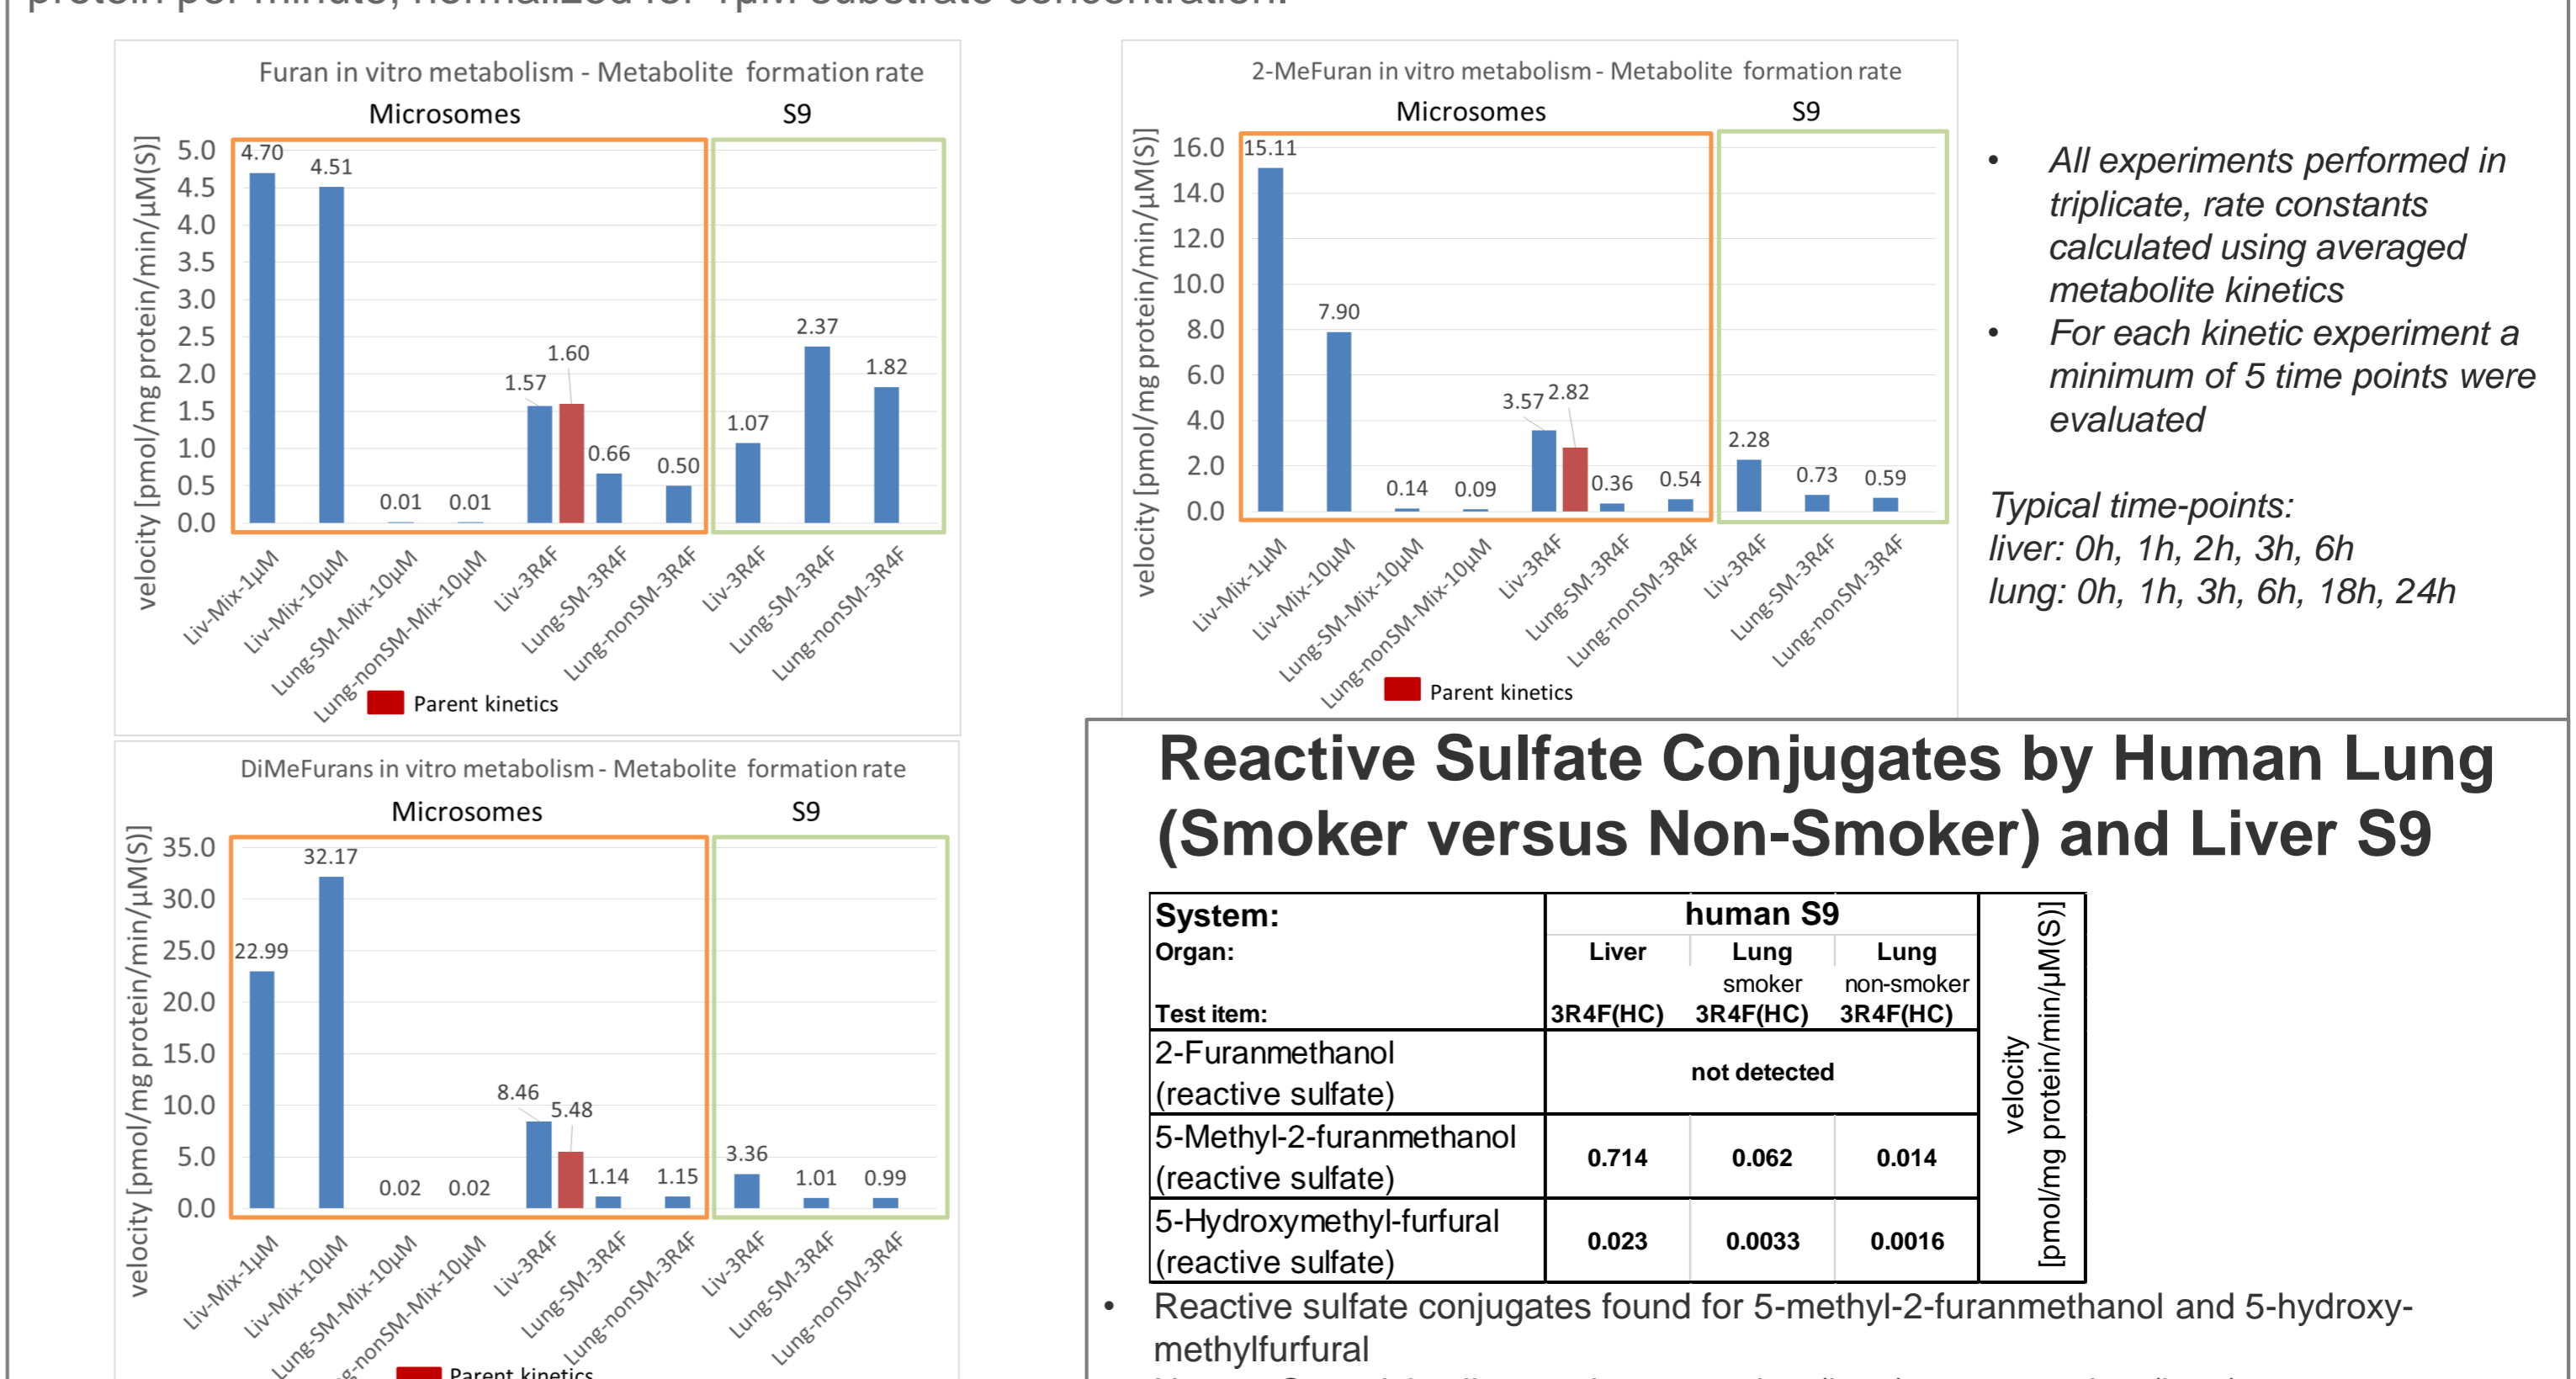 protein per minute, normalized for 1µM substrate concentration.
Furan in vitro metabolism - Metabolite formation rate
Microsomes S9
velocity [pmol/mg protein/min/µM(S)]
5.0
4.5
4.0
3.5
3.0
2.5
2.0
1.5
1.0
0.5
0.0
4.70 4.51 0.01 0.01 1.57 1.60 0.66 0.50 1.07 2.37 1.82
Liv-Mix-1µM
Liv-Mix-10µM
Lung-SM-Mix-10µM
Lung-nonSM-Mix-10µM
Liv-3R4F
Lung-SM-3R4F
Lung-nonSM-3R4F
Liv-3R4F
Lung-SM-3R4F
Lung-nonSM-3R4F
Parent kinetics
2-MeFuran in vitro metabolism - Metabolite formation rate
Microsomes S9
velocity [pmol/mg protein/min/µM(S)]
16.0
14.0
12.0
10.0
8.0
6.0
4.0
2.0
0.0
15.11 7.90 0.14 0.09 3.57 2.82 0.36 0.54 2.28 0.73 0.59
Liv-Mix-1µM
Liv-Mix-10µM
Lung-SM-Mix-10µM
Lung-nonSM-Mix-10µM
Liv-3R4F
Lung-SM-3R4F
Lung-nonSM-3R4F
Liv-3R4F
Lung-SM-3R4F
Lung-nonSM-3R4F
Parent kinetics
• All experiments performed in
triplicate, rate constants
calculated using averaged
metabolite kinetics
• For each kinetic experiment a
minimum of 5 time points were
evaluated
Typical time-points:
liver: 0h, 1h, 2h, 3h, 6h
lung: 0h, 1h, 3h, 6h, 18h, 24h
DiMeFurans in vitro metabolism - Metabolite formation rate
Microsomes S9
velocity [pmol/mg protein/min/µM(S)]
35.0
30.0
25.0
20.0
15.0
10.0
5.0
0.0
22.99 32.17 0.02 0.02 8.46 5.48 1.14 1.15 3.36 1.01 0.99
Liv-Mix-1µM
Liv-Mix-10µM
Lung-SM-Mix-10µM
-nonSM-Mix-10µM
Liv-3R4F
Lung-SM-3R4F
Lung-nonSM-3R4F
Liv-3R4F
Lung-SM-3R4F
Lung-nonSM-3R4F
Parent kinetics
Reactive Sulfate Conjugates by Human Lung
(Smoker versus Non-Smoker) and Liver S9
System: human S9
Organ: Liver Lung Lung
smoker non-smoker
Test item: 3R4F(HC) 3R4F(HC) 3R4F(HC)
velocity
[pmol/mg protein/min/µM(S)]
2-Furanmethanol
(reactive sulfate) not detected
5-Methyl-2-furanmethanol
(reactive sulfate) 0.714 0.062 0.014
5-Hydroxymethyl-furfural
(reactive sulfate) 0.023 0.0033 0.0016
• Reactive sulfate conjugates found for 5-methyl-2-furanmethanol and 5-hydroxy-
methylfurfural